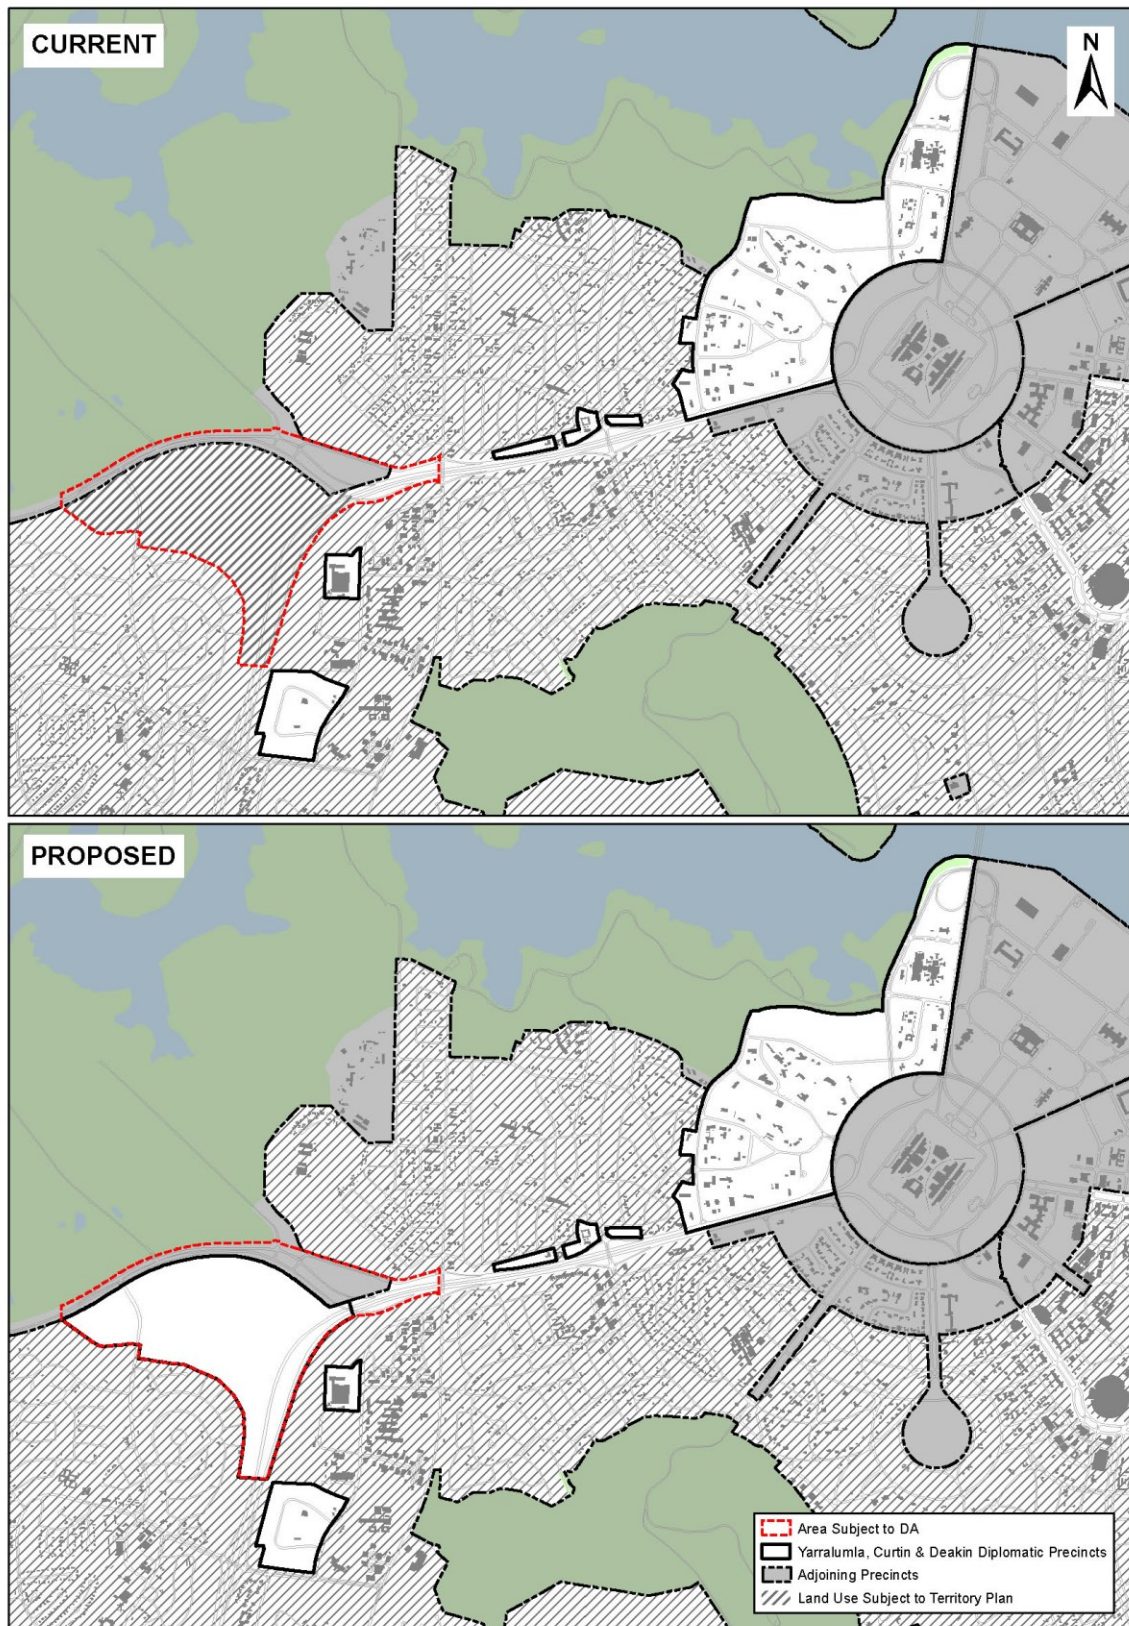 CURRENT
N
PROPOSED
Area Subject to DA
Yarralumla, Curtin & Deakin Diplomatic Precincts
Adjoining Precincts
Land Use Subject to Territory Plan